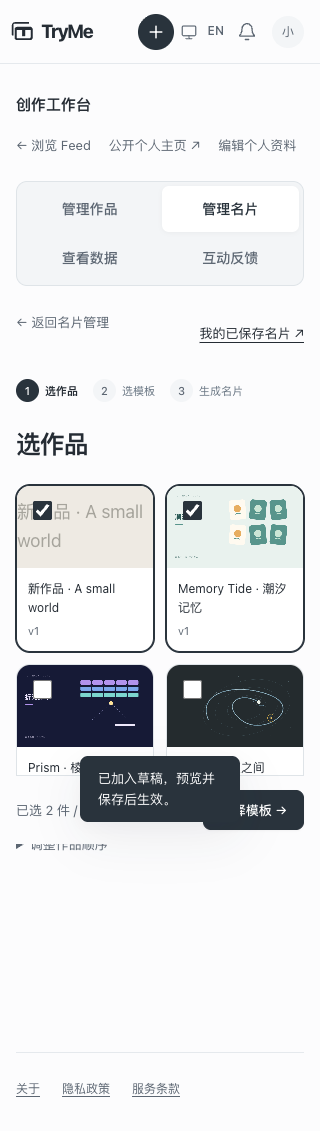 TryMe
EN
小
创作工作台
← 浏览 Feed 公开个人主页 ↗ 编辑个人资料
管理作品
管理名片
查看数据
互动反馈
← 返回名片管理
我的已保存名片 ↗
1 选作品 2 选模板 3 生成名片
选作品
品 · A small
world
新作品 · A small
world
v1
Memory Tide · 潮汐
记忆
v1
Prism ·
之间
已加入草稿，预览并
保存后生效。
已选 2 件 /
模板 →
调整作品顺序
关于 隐私政策 服务条款